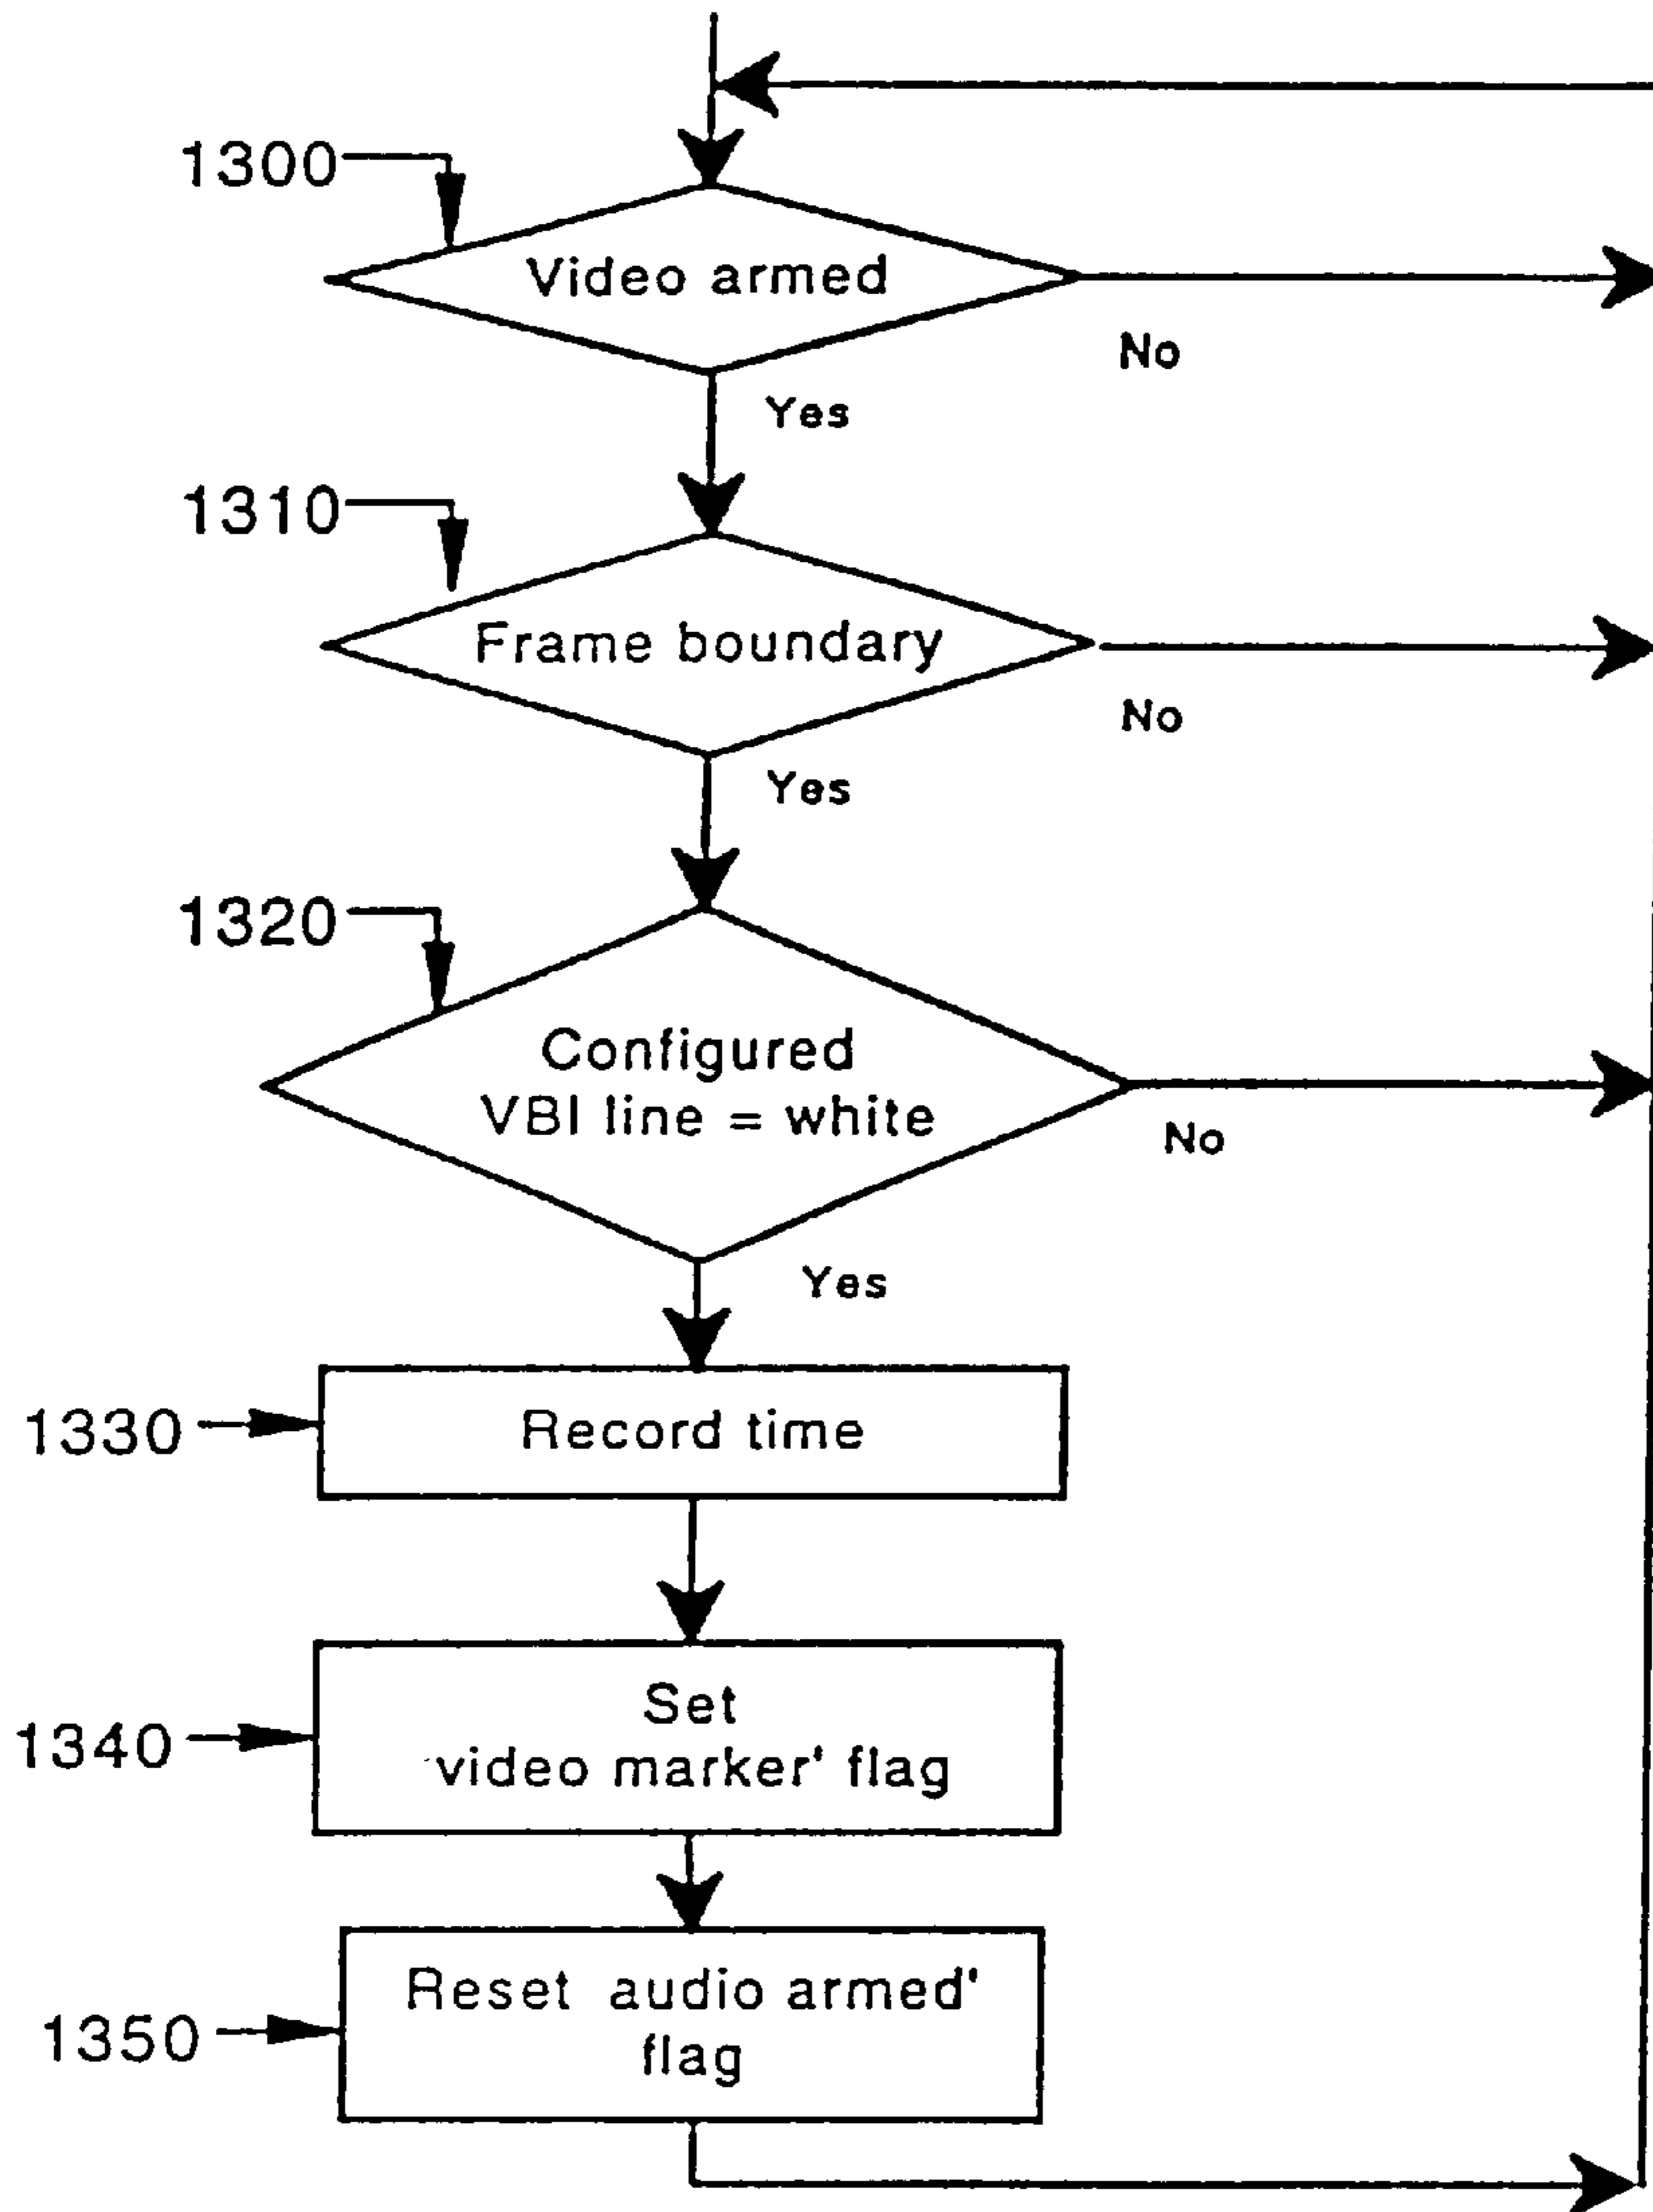 1300
Video armed
No
Yes
1310
Frame boundary
No
Yes
1320
Configured
VBI line = white
No
Yes
1330
Record time
1340
Set
'video marker' flag
1350
Reset audio armed'
flag